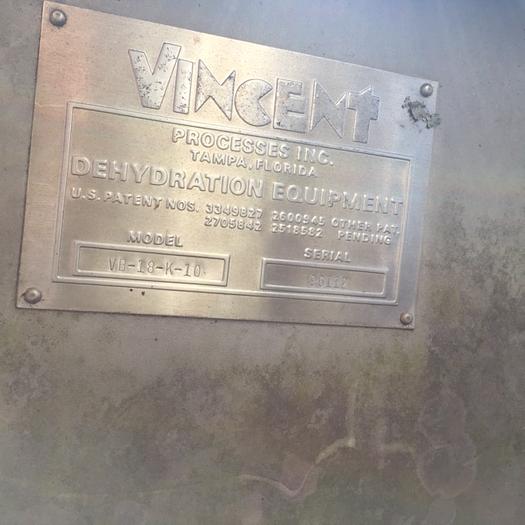 VINCENT
PROCESSES INC.
TAMPA, FLORIDA
DEHYDRATION EQUIPMENT
U.S. PATENT NOS. 3349827 2600945 OTHER PAT.
2705842 2518582 PENDING
MODEL
SERIAL
VB-18-K-10